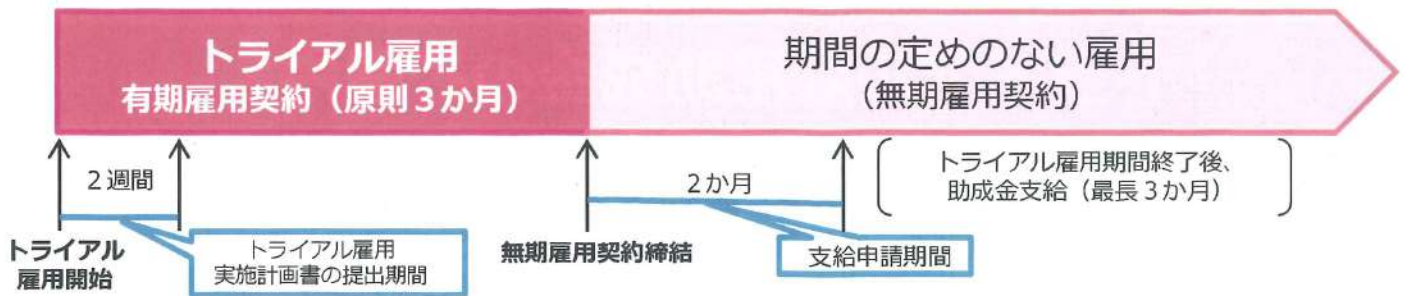 トライアル雇用
有期雇用契約（原則３か月）
期間の定めのない雇用
（無期雇用契約）
２週間
２か月
トライアル雇用期間終了後、
助成金支給（最長３か月）
トライアル
雇用開始
トライアル雇用
実施計画書の提出期間
無期雇用契約締結
支給申請期間